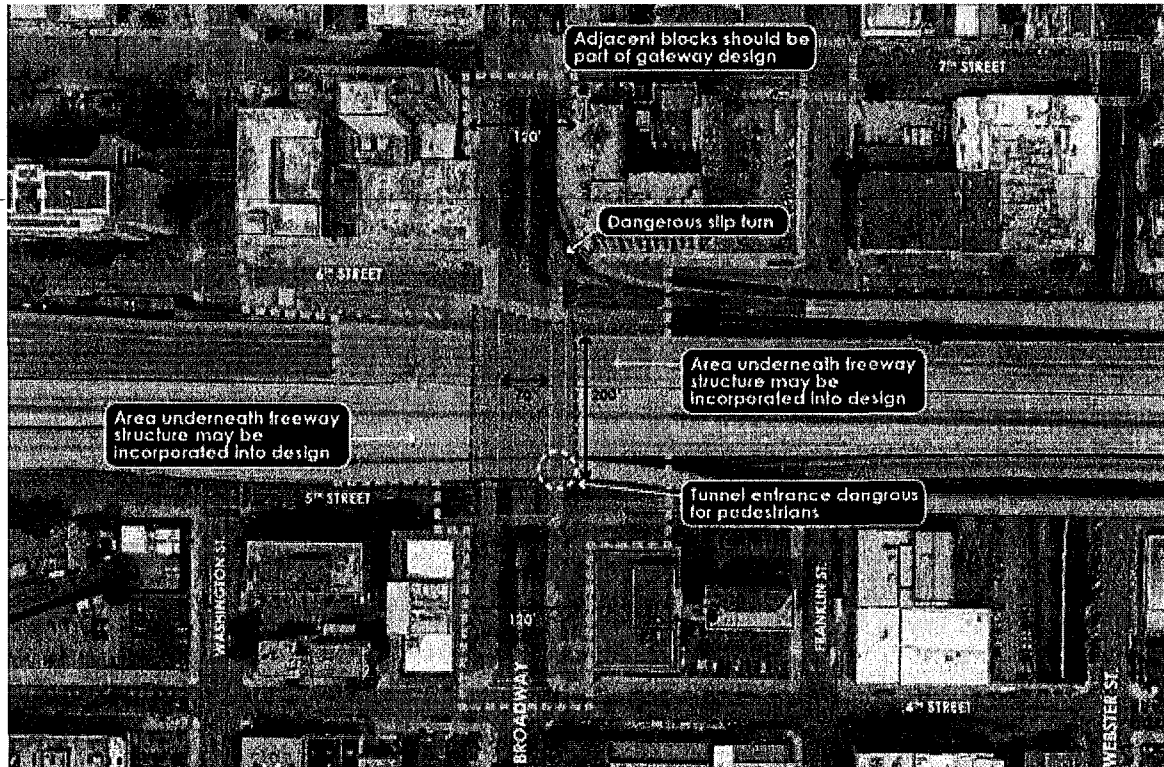 Adjacent blocks should be
part of gateway design
7TH STREET
120'
Dangerous slip turn
6TH STREET
Area underneath freeway
structure may be
incorporated into design
70'
200'
Area underneath freeway
structure may be
incorporated into design
5TH STREET
Tunnel entrance dangrous
for pedestrians
WASHINGTON ST.
BROADWAY
120'
FRANKLIN ST.
4TH STREET
WEBSTER ST.